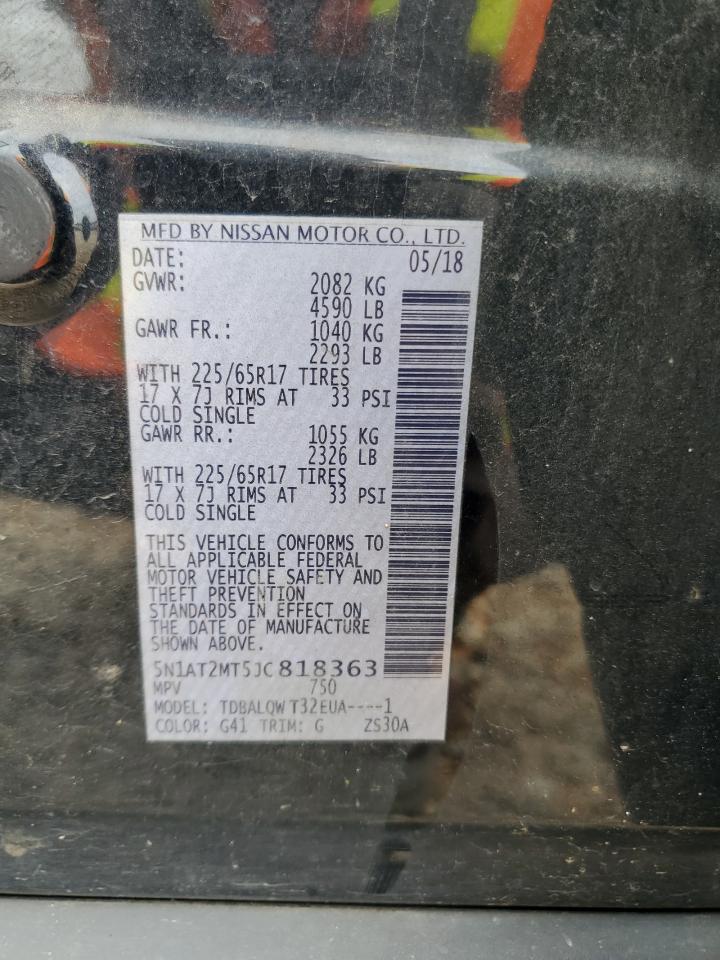 MFD BY NISSAN MOTOR CO., LTD.
DATE: 05/18
GVWR: 2082 KG
4590 LB
GAWR FR.: 1040 KG
2293 LB
WITH 225/65R17 TIRES
17 X 7J RIMS AT 33 PSI
COLD SINGLE
GAWR RR.: 1055 KG
2326 LB
WITH 225/65R17 TIRES
17 X 7J RIMS AT 33 PSI
COLD SINGLE
THIS VEHICLE CONFORMS TO
ALL APPLICABLE FEDERAL
MOTOR VEHICLE SAFETY AND
THEFT PREVENTION
STANDARDS IN EFFECT ON
THE DATE OF MANUFACTURE
SHOWN ABOVE.
5N1AT2MT5JC818363
MPV 750
MODEL: TDBALQW T32EUA----1
COLOR: G41 TRIM: G ZS30A